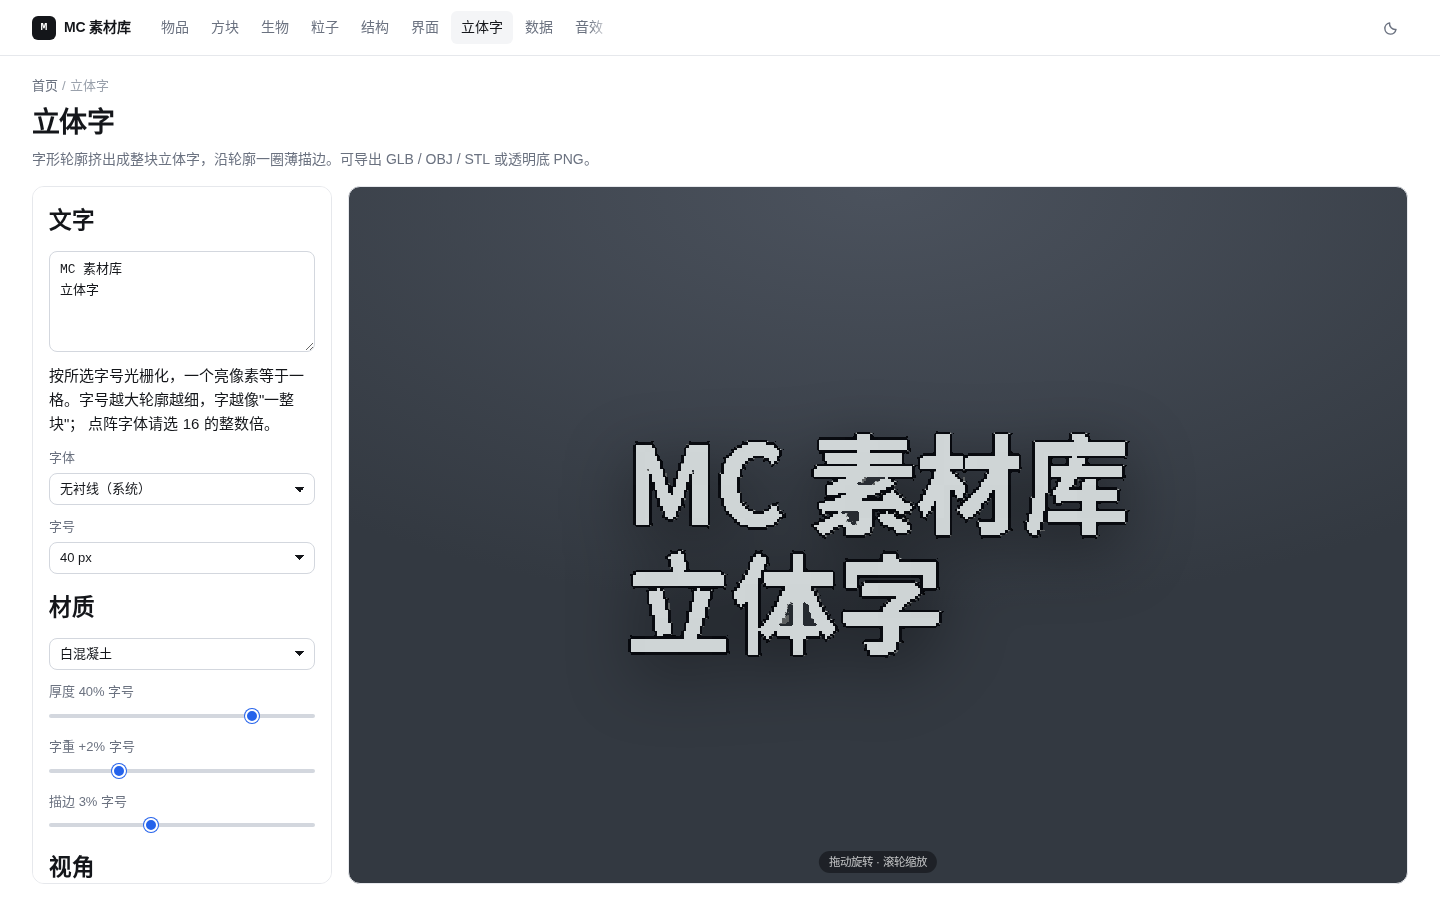 M MC 素材库 物品 方块 生物 粒子 结构 界面 立体字 数据 音效
首页 / 立体字
立体字
字形轮廓挤出成整块立体字，沿轮廓一圈薄描边。可导出 GLB / OBJ / STL 或透明底 PNG。
文字
MC 素材库
立体字
按所选字号光栅化，一个亮像素等于一
格。字号越大轮廓越细，字越像"一整
块"； 点阵字体请选 16 的整数倍。
字体
无衬线（系统）
字号
40 px
材质
白混凝土
厚度 40% 字号
字重 +2% 字号
描边 3% 字号
视角
MC 素材库
立体字
拖动旋转 · 滚轮缩放